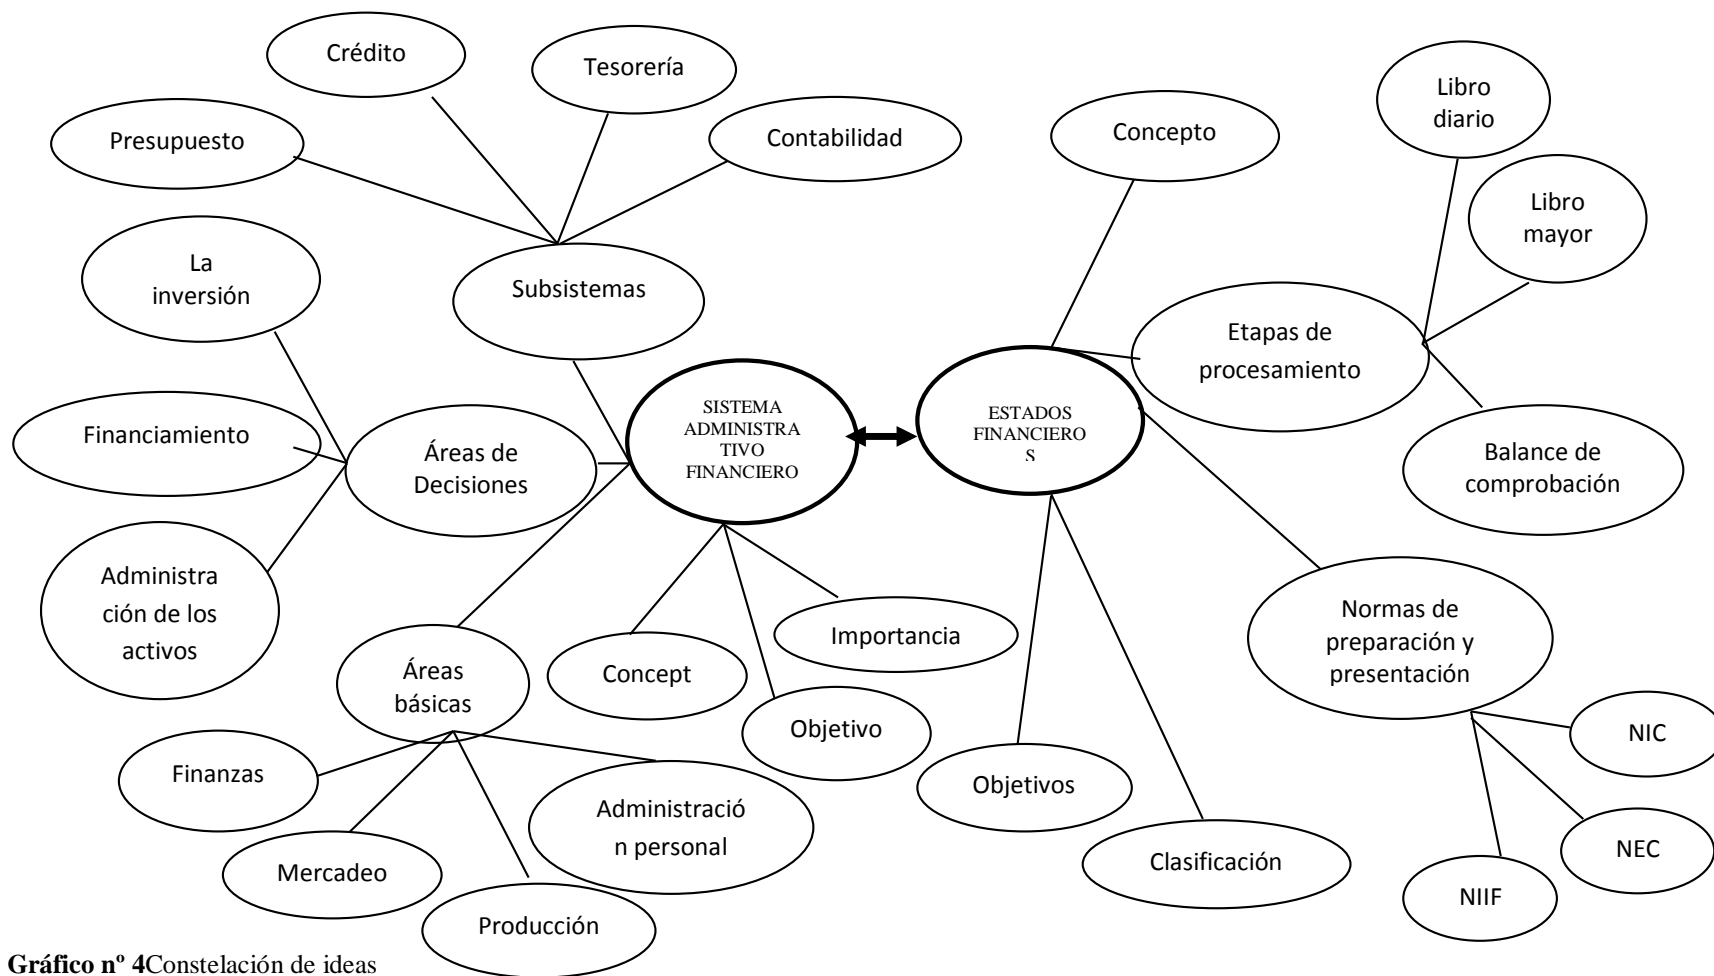 Crédito
Tesorería
Presupuesto
Contabilidad
Concepto
Libro
diario
Libro
mayor
La
inversión
Subsistemas
Etapas de
procesamiento
Financiamiento
Áreas de
Decisiones
SISTEMA
ADMINISTRA
TIVO
FINANCIERO
ESTADOS
FINANCIERO
S
Balance de
comprobación
Administra
ción de los
activos
Áreas
básicas
Concept
Importancia
Objetivo
Normas de
preparación y
presentación
Finanzas
Mercadeo
Producción
Administració
n personal
Objetivos
Clasificación
NIC
NEC
NIIF
Gráfico nº 4Constelación de ideas